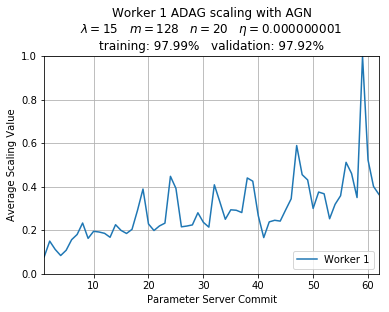 Worker 1 ADAG scaling with AGN
λ = 15 m = 128 n = 20 η = 0.000000001
training: 97.99% validation: 97.92%
1.0
0.8
0.6
0.4
0.2
0.0
Average Scaling Value
Worker 1
10 20 30 40 50 60
Parameter Server Commit